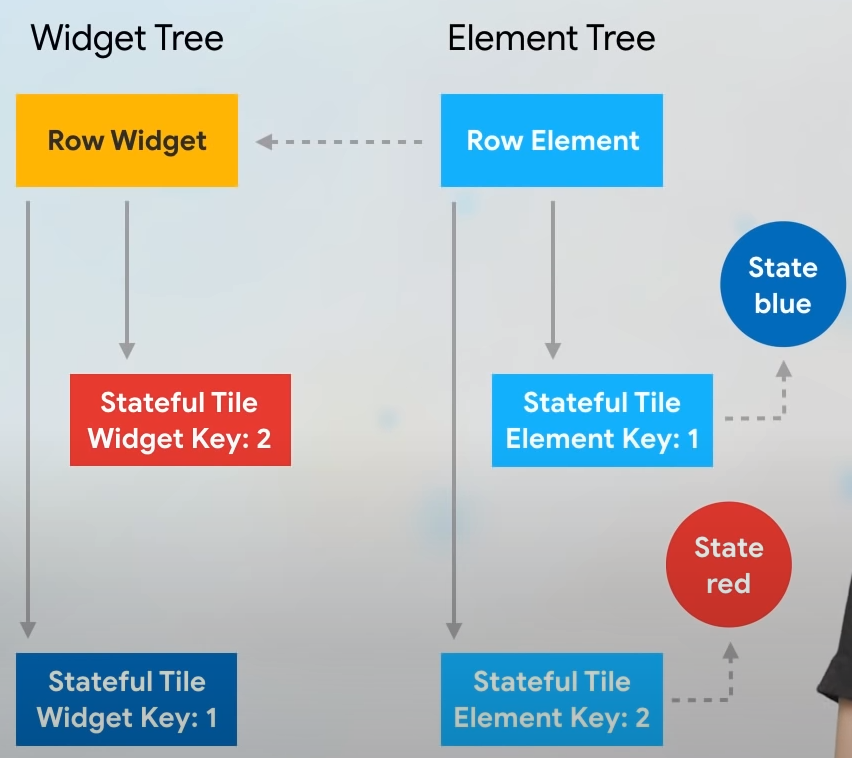 Widget Tree
Element Tree
Row Widget
Row Element
State
blue
Stateful Tile
Widget Key: 2
Stateful Tile
Element Key: 1
State
red
Stateful Tile
Widget Key: 1
Stateful Tile
Element Key: 2